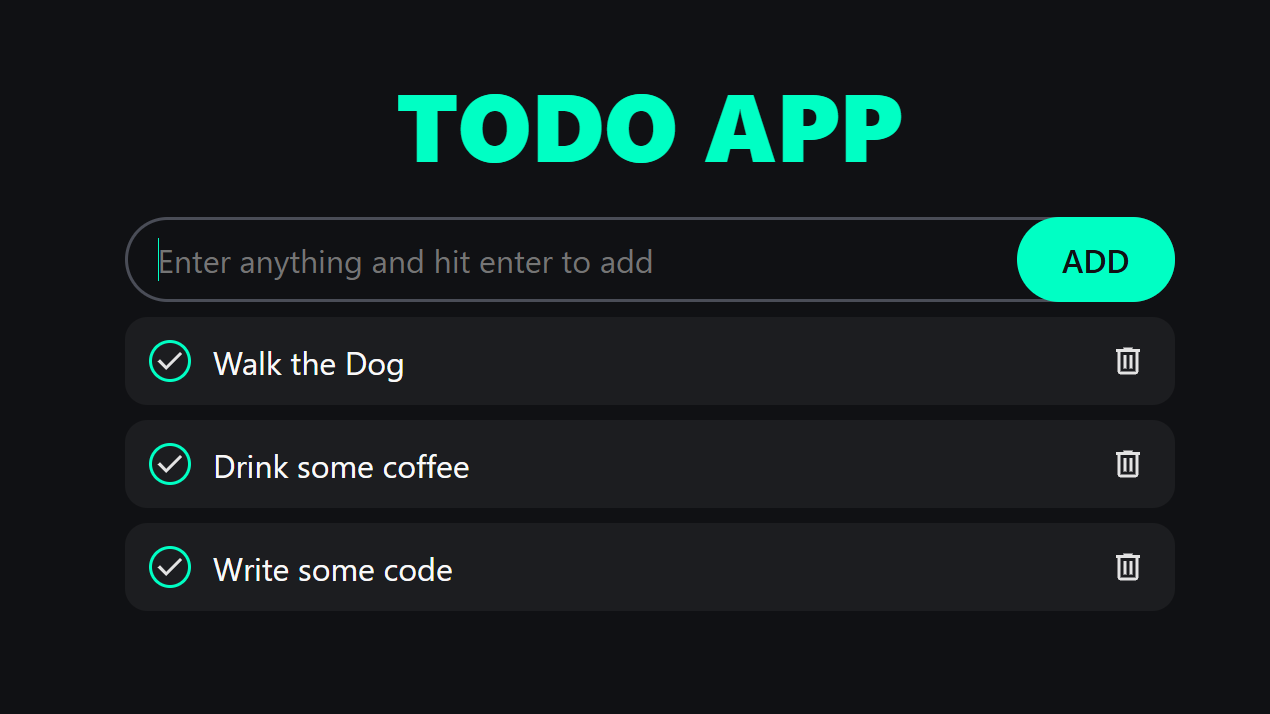 TODO APP
Enter anything and hit enter to add
ADD
Walk the Dog
Drink some coffee
Write some code